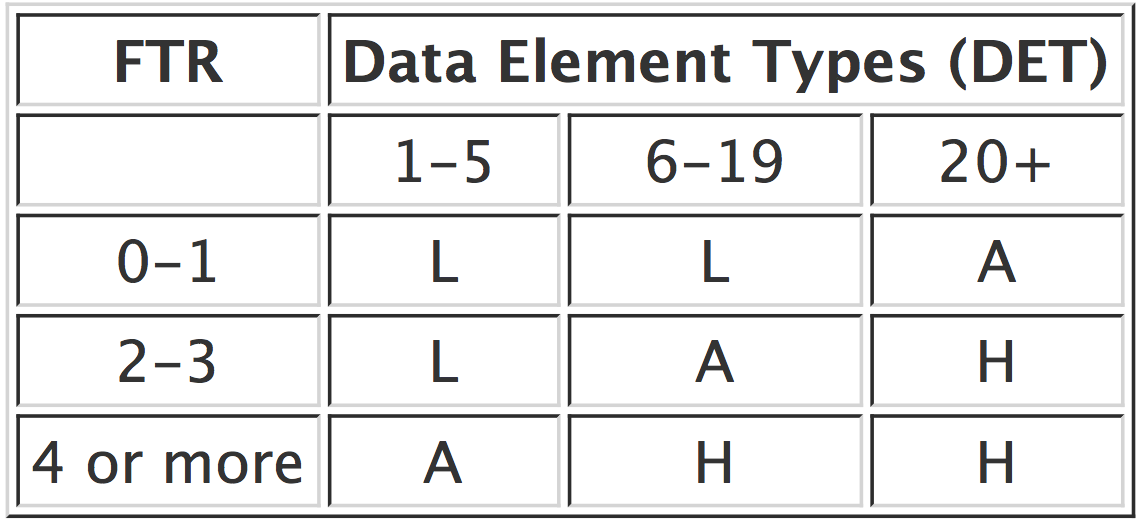 FTR Data Element Types (DET)
1-5 6-19 20+
0-1 L L A
2-3 L A H
4 or more A H H